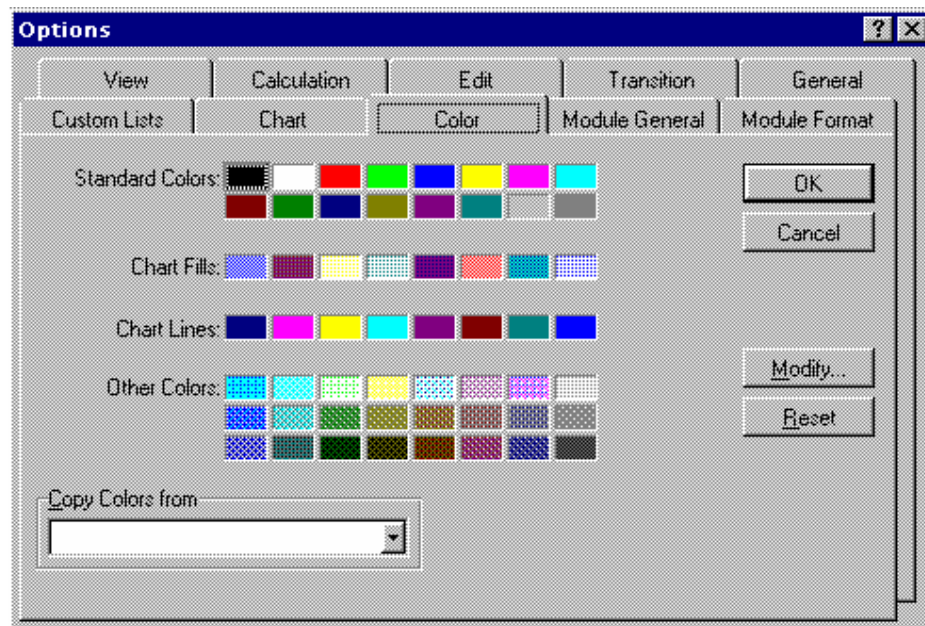 Options
View Calculation Edit Transition General
Custom Lists Chart Color Module General Module Format
Standard Colors:
OK
Cancel
Chart Fills:
Chart Lines:
Modify...
Other Colors:
Reset
Copy Colors from